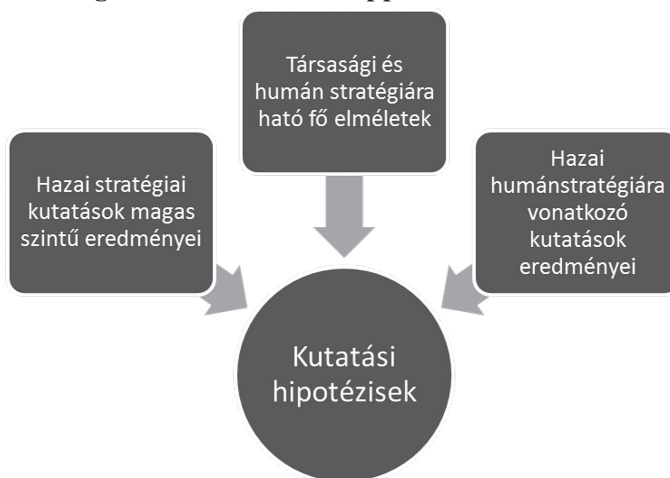 Társasági és
humán stratégiára
ható fő elméletek
Hazai stratégiai
kutatások magas
szintű eredményei
Hazai
humánstratégiára
vonatkozó
kutatások
eredményei
Kutatási
hipotézisek